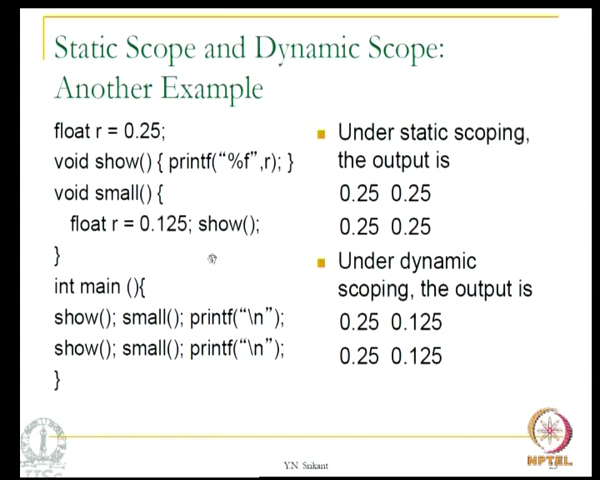 Static Scope and Dynamic Scope:
Another Example
float r = 0.25;
void show() { printf(“%f”,r); }
void small() {
float r = 0.125; show();
}
int main (){
show(); small(); printf(“\n”);
show(); small(); printf(“\n”);
}
Under static scoping,
the output is
0.25 0.25
0.25 0.25
Under dynamic
scoping, the output is
0.25 0.125
0.25 0.125
Y.N. Srikant
NPTEL